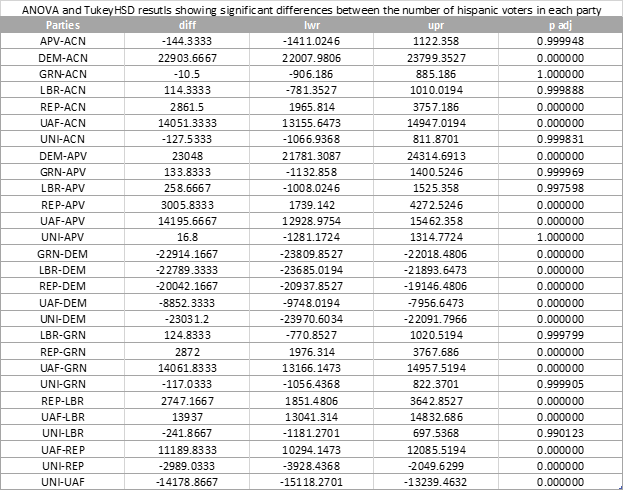 ANOVA and TukeyHSD resutls showing significant differences between the number of hispanic voters in each party
Parties diff lwr upr p adj
APV-ACN -144.3333 -1411.0246 1122.358 0.999948
DEM-ACN 22903.6667 22007.9806 23799.3527 0.000000
GRN-ACN -10.5 -906.186 885.186 1.000000
LBR-ACN 114.3333 -781.3527 1010.0194 0.999888
REP-ACN 2861.5 1965.814 3757.186 0.000000
UAF-ACN 14051.3333 13155.6473 14947.0194 0.000000
UNI-ACN -127.5333 -1066.9368 811.8701 0.999831
DEM-APV 23048 21781.3087 24314.6913 0.000000
GRN-APV 133.8333 -1132.858 1400.5246 0.999969
LBR-APV 258.6667 -1008.0246 1525.358 0.997598
REP-APV 3005.8333 1739.142 4272.5246 0.000000
UAF-APV 14195.6667 12928.9754 15462.358 0.000000
UNI-APV 16.8 -1281.1724 1314.7724 1.000000
GRN-DEM -22914.1667 -23809.8527 -22018.4806 0.000000
LBR-DEM -22789.3333 -23685.0194 -21893.6473 0.000000
REP-DEM -20042.1667 -20937.8527 -19146.4806 0.000000
UAF-DEM -8852.3333 -9748.0194 -7956.6473 0.000000
UNI-DEM -23031.2 -23970.6034 -22091.7966 0.000000
LBR-GRN 124.8333 -770.8527 1020.5194 0.999799
REP-GRN 2872 1976.314 3767.686 0.000000
UAF-GRN 14061.8333 13166.1473 14957.5194 0.000000
UNI-GRN -117.0333 -1056.4368 822.3701 0.999905
REP-LBR 2747.1667 1851.4806 3642.8527 0.000000
UAF-LBR 13937 13041.314 14832.686 0.000000
UNI-LBR -241.8667 -1181.2701 697.5368 0.990123
UAF-REP 11189.8333 10294.1473 12085.5194 0.000000
UNI-REP -2989.0333 -3928.4368 -2049.6299 0.000000
UNI-UAF -14178.8667 -15118.2701 -13239.4632 0.000000